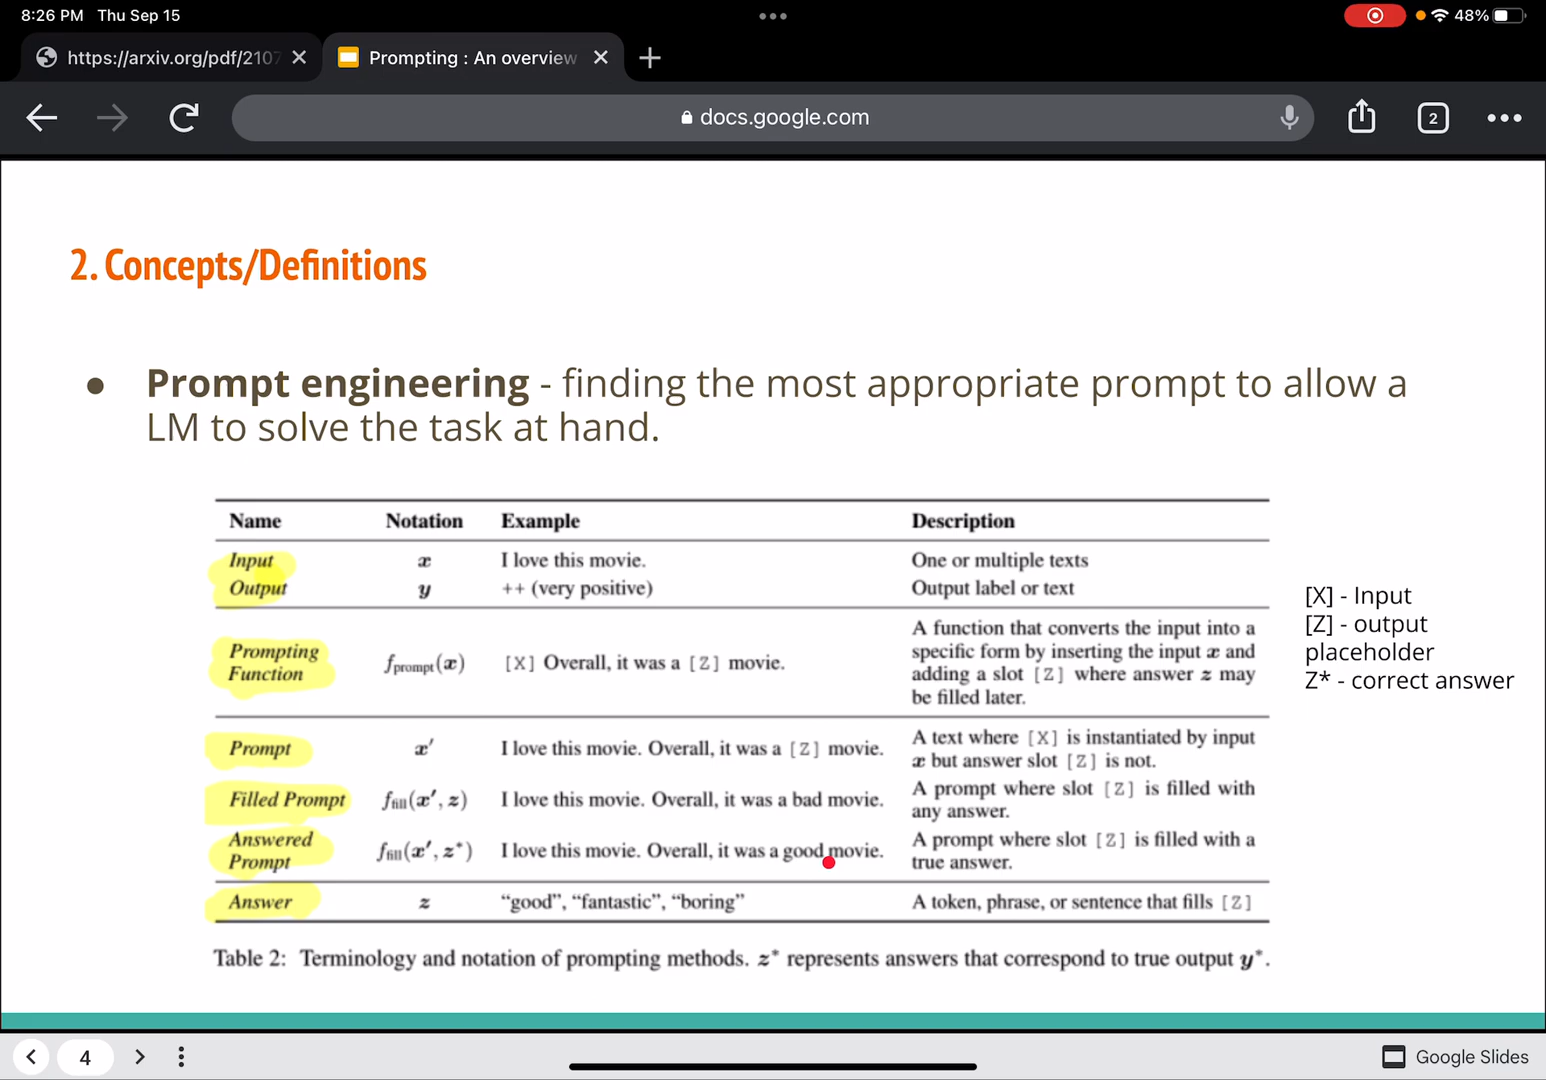 8:26 PM Thu Sep 15
48%
https://arxiv.org/pdf/2107
Prompting : An overview
docs.google.com
2
2. Concepts/Definitions
● Prompt engineering - finding the most appropriate prompt to allow a
LM to solve the task at hand.
Name Notation Example Description
Input x I love this movie. One or multiple texts
Output y ++ (very positive) Output label or text
Prompting Function f_prompt(x) [X] Overall, it was a [Z] movie. A function that converts the input into a
specific form by inserting the input x and
adding a slot [Z] where answer z may
be filled later.
Prompt x′ I love this movie. Overall, it was a [Z] movie. A text where [X] is instantiated by input
x but answer slot [Z] is not.
Filled Prompt f_fill(x′, z) I love this movie. Overall, it was a bad movie. A prompt where slot [Z] is filled with
any answer.
Answered Prompt f_fill(x′, z*) I love this movie. Overall, it was a good movie. A prompt where slot [Z] is filled with a
true answer.
Answer z “good”, “fantastic”, “boring” A token, phrase, or sentence that fills [Z]
Table 2: Terminology and notation of prompting methods. z* represents answers that correspond to true output y*.
[X] - Input
[Z] - output
placeholder
Z* - correct answer
4
Google Slides